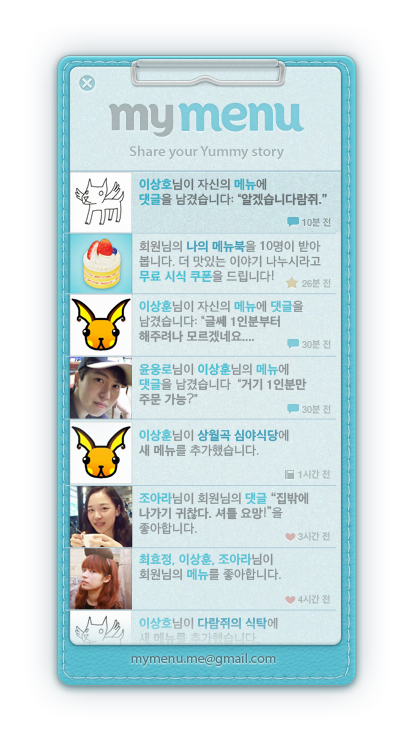 my menu
Share your Yummy story
이상호님이 자신의 메뉴에
댓글을 남겼습니다: "알겠습니다람쥐."
10분 전
회원님의 나의 메뉴북을 10명이 받아
봅니다. 더 맛있는 이야기 나누시라고
무료 시식 쿠폰을 드립니다!
26분 전
이상훈님이 자신의 메뉴에 댓글을
남겼습니다: "글쎄 1인분부터
해주려나 모르겠네요....
30분 전
윤웅로님이 이상훈님의 메뉴에
댓글을 남겼습니다 "거기 1인분만
주문 가능?"
30분 전
이상훈님이 상월곡 심야식당에
새 메뉴를 추가했습니다.
1시간 전
조아라님이 회원님의 댓글 "집밖에
나가기 귀찮다. 셔틀 요망!"을
좋아합니다.
3시간 전
최효정, 이상훈, 조아라님이
회원님의 메뉴를 좋아합니다.
4시간 전
이상호님이 다람쥐의 식탁에
새 메뉴를 추가했습니다
mymenu.me@gmail.com